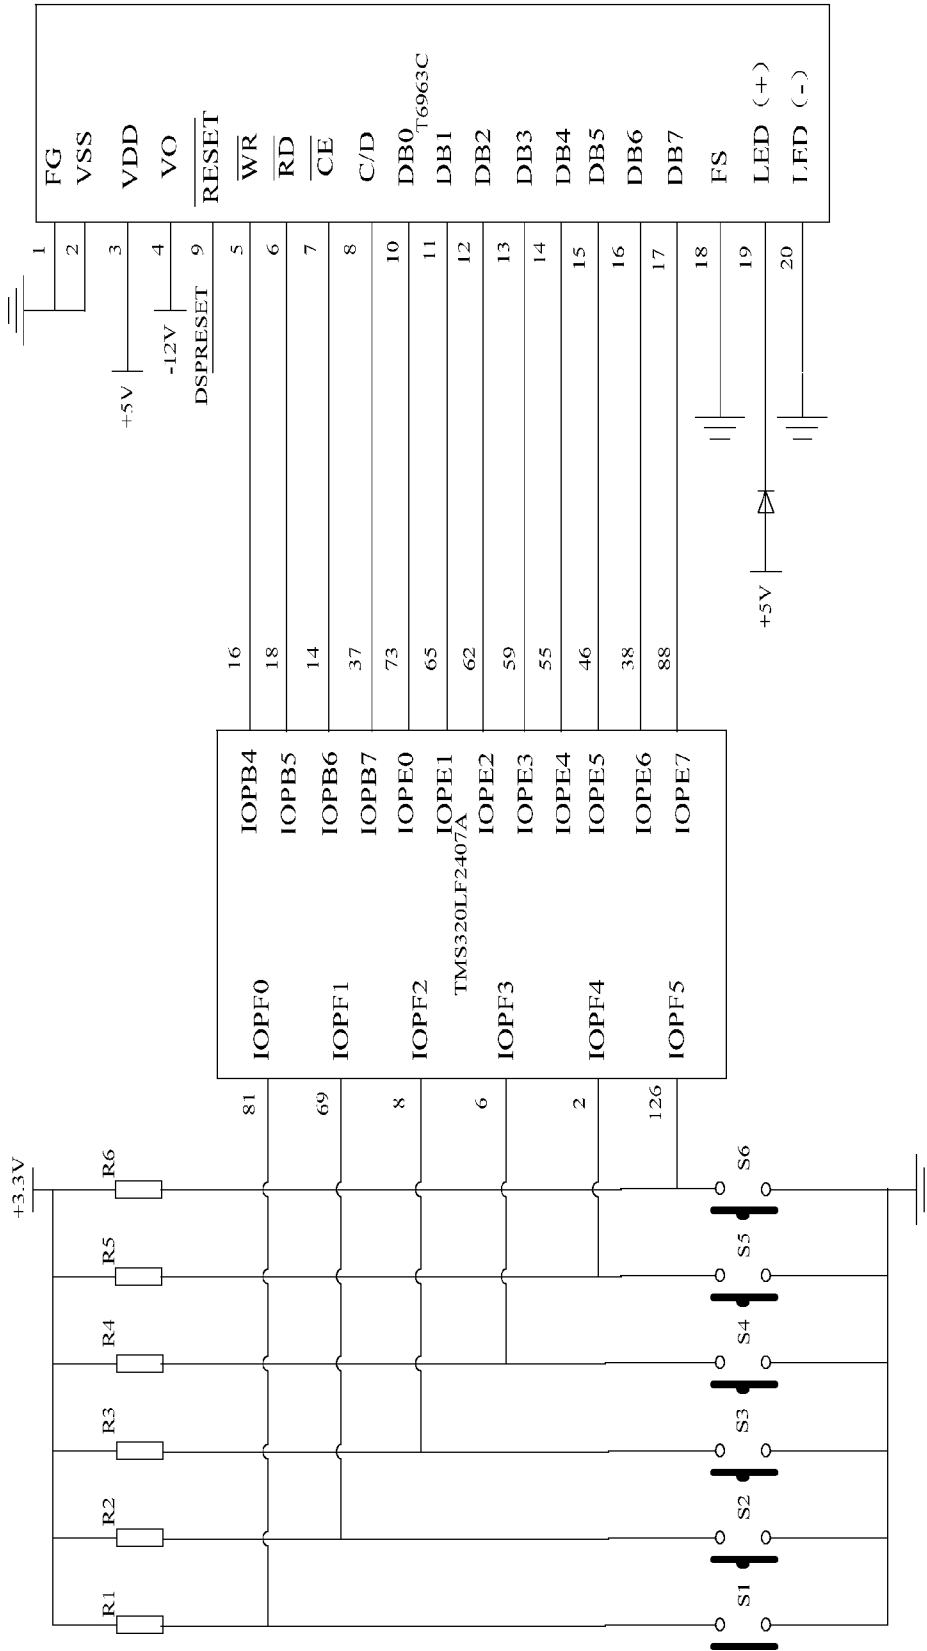 FG
VSS
VDD
VO
RESET
WR
RD
CE
C/D
DB0
DB1
DB2
DB3
DB4
DB5
DB6
DB7
FS
LED (+)
LED (-)
T6963C
1
2
3
4
9
5
6
7
8
10
11
12
13
14
15
16
17
18
19
20
+5V
-12V
DSPRESET
+5V
16
18
14
37
73
65
62
59
55
46
38
88
IOPB4
IOPB5
IOPB6
IOPB7
IOPE0
IOPE1
IOPE2
IOPE3
IOPE4
IOPE5
IOPE6
IOPE7
TMS320LF2407A
IOPF0
IOPF1
IOPF2
IOPF3
IOPF4
IOPF5
81
69
8
6
2
126
+3.3V
R6
R5
R4
R3
R2
R1
S6
S5
S4
S3
S2
S1